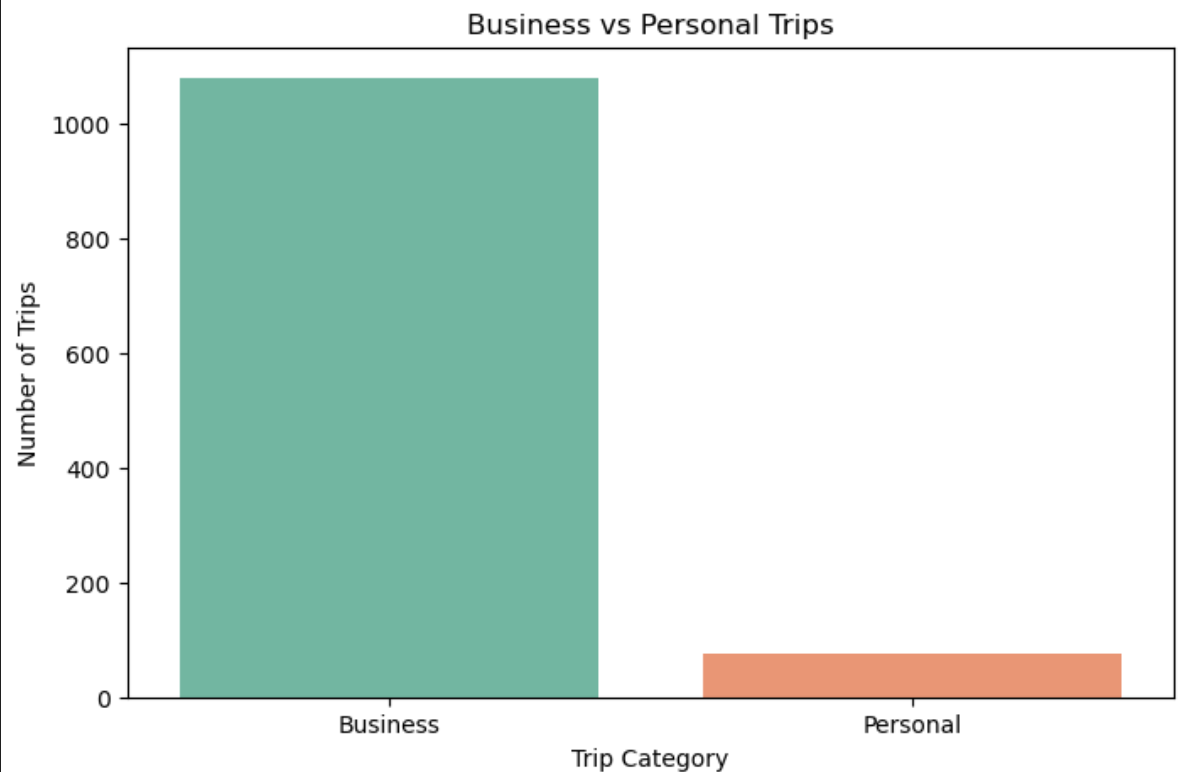 Business vs Personal Trips
Number of Trips
1000
800
600
400
200
0
Business
Personal
Trip Category